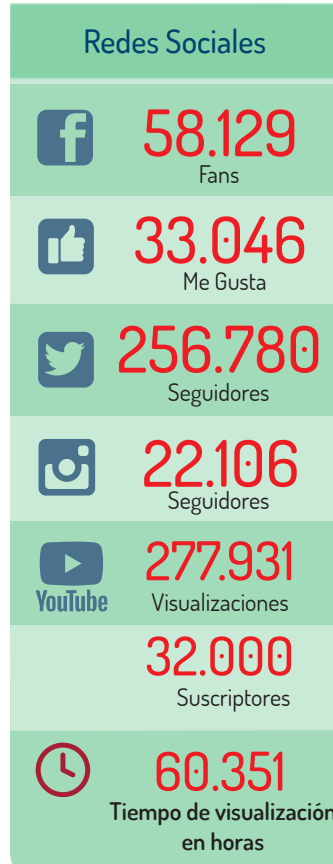 Redes Sociales
58.129
Fans
33.046
Me Gusta
256.780
Seguidores
22.106
Seguidores
277.931
YouTube
Visualizaciones
32.000
Suscriptores
60.351
Tiempo de visualización
en horas